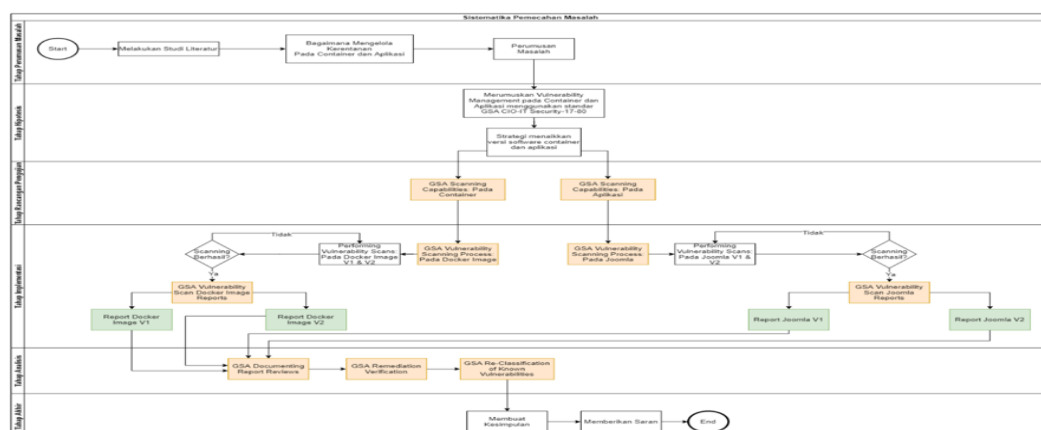 Sistematika Pemecahan Masalah
Tahap Perumusan Masalah
Start
Melakukan Studi Literatur
Bagaimana Mengelola
Kerentanan
Pada Container dan Aplikasi
Perumusan
Masalah
Tahap Hipotesis
Merumuskan Vulnerability
Management pada Container dan
Aplikasi menggunakan standar
GSA CIO-IT Security-17-80
Strategi menaikkan
versi software container
dan aplikasi
Tahap Rancangan Pengujian
GSA Scanning
Capabilities: Pada
Container
GSA Scanning
Capabilities: Pada
Aplikasi
Tahap Implementasi
Scanning
Berhasil?
Tidak
Performing
Vulnerability Scans:
Pada Docker Image
V1 & V2
GSA Vulnerability
Scanning Process:
Pada Docker Image
GSA Vulnerability
Scanning Process:
Pada Joomla
Performing
Vulnerability Scans:
Pada Joomla V1 &
V2
Tidak
Scanning
Berhasil?
Ya
GSA Vulnerability
Scan Docker Image
Reports
Ya
GSA Vulnerability
Scan Joomla
Reports
Report Docker
Image V1
Report Docker
Image V2
Report Joomla V1
Report Joomla V2
Tahap Analisis
GSA Documenting
Report Reviews
GSA Remediation
Verification
GSA Re-Classification
of Known
Vulnerabilities
Tahap Akhir
Membuat
Kesimpulan
Memberikan Saran
End